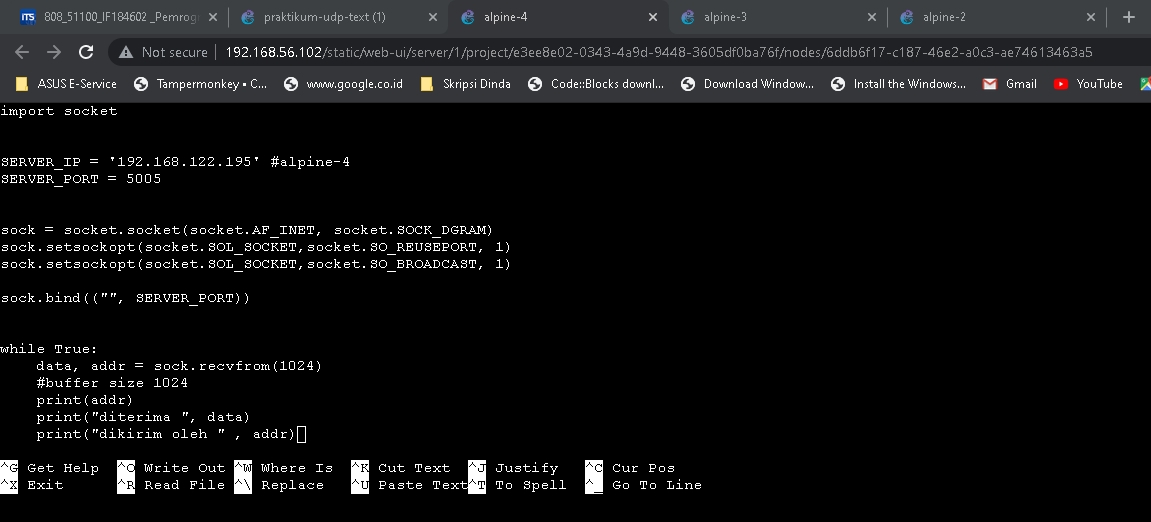 808_51100_IF184602 _Pemrogr
praktikum-udp-text (1)
alpine-4
alpine-3
alpine-2
Not secure
192.168.56.102/static/web-ui/server/1/project/e3ee8e02-0343-4a9d-9448-3605df0ba76f/nodes/6ddb6f17-c187-46e2-a0c3-ae74613463a5
ASUS E-Service
Tampermonkey • C...
www.google.co.id
Skripsi Dinda
Code::Blocks downl...
Download Window...
Install the Windows...
Gmail
YouTube
import socket
SERVER_IP = '192.168.122.195' #alpine-4
SERVER_PORT = 5005
sock = socket.socket(socket.AF_INET, socket.SOCK_DGRAM)
sock.setsockopt(socket.SOL_SOCKET,socket.SO_REUSEPORT, 1)
sock.setsockopt(socket.SOL_SOCKET,socket.SO_BROADCAST, 1)
sock.bind(("", SERVER_PORT))
while True:
    data, addr = sock.recvfrom(1024)
    #buffer size 1024
    print(addr)
    print("diterima ", data)
    print("dikirim oleh " , addr)
^G Get Help ^O Write Out ^W Where Is ^K Cut Text ^J Justify ^C Cur Pos
^X Exit ^R Read File ^\ Replace ^U Paste Text ^T To Spell ^_ Go To Line